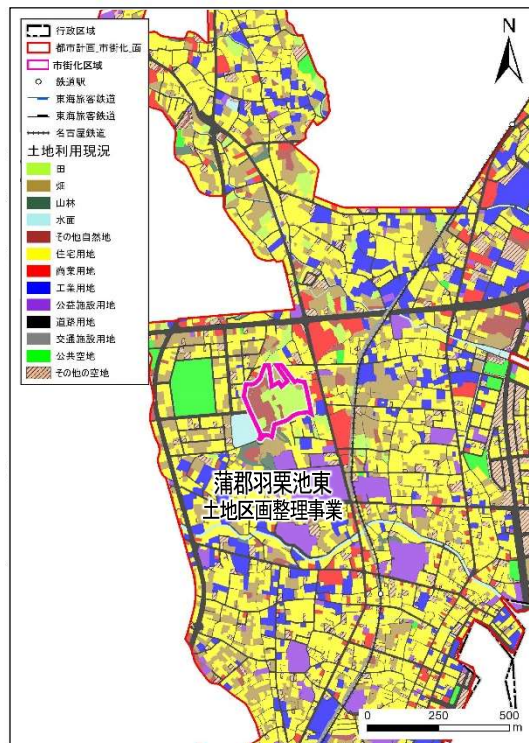 行政区域
都市計画_市街化_面
市街化区域
鉄道駅
東海旅客鉄道
東海旅客鉄道
名古屋鉄道
土地利用現況
田
畑
山林
水面
その他自然地
住宅用地
商業用地
工業用地
公益施設用地
道路用地
交通施設用地
公共空地
その他の空地
N
蒲郡羽栗池東
土地区画整理事業
0 250 500
m